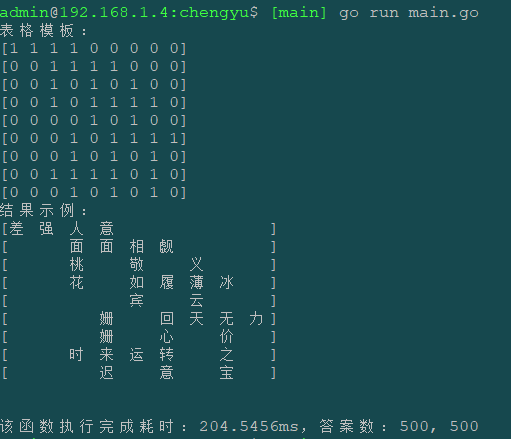 admin@192.168.1.4:chengyu$ [main] go run main.go
表格模板：
[1 1 1 1 0 0 0 0 0]
[0 0 1 1 1 1 0 0 0]
[0 0 1 0 1 0 1 0 0]
[0 0 1 0 1 1 1 1 0]
[0 0 0 0 1 0 1 0 0]
[0 0 0 1 0 1 1 1 1]
[0 0 0 1 0 1 0 1 0]
[0 0 1 1 1 1 0 1 0]
[0 0 0 1 0 1 0 1 0]
结果示例：
[差 强 人 意 ]
[ 面 面 相 觑 ]
[ 桃 敬 义 ]
[ 花 如 履 薄 冰 ]
[ 宾 云 ]
[ 姗 回 天 无 力 ]
[ 姗 心 价 ]
[ 时 来 运 转 之 ]
[ 迟 意 宝 ]
该函数执行完成耗时：204.5456ms，答案数：500, 500